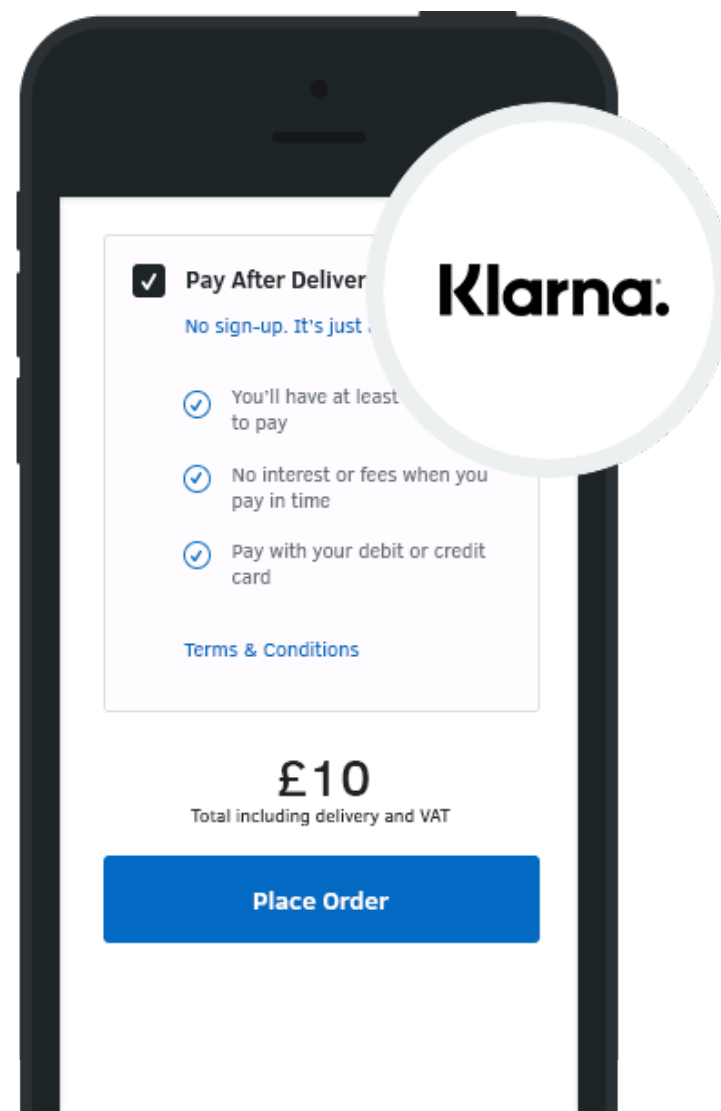 Klarna.
Pay After Deliver
No sign-up. It's just
You'll have at least
to pay
No interest or fees when you
pay in time
Pay with your debit or credit
card
Terms & Conditions
£10
Total including delivery and VAT
Place Order